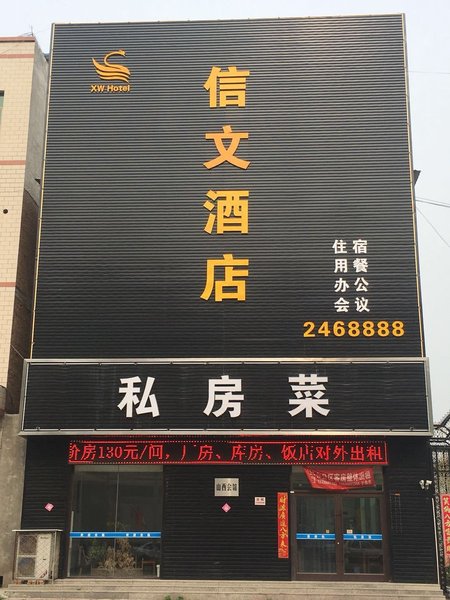 XW Hotel
信文酒店
住宿
用餐
办公
会议
2468888
私房菜
价房130元/间，厂房、库房、饭店对外出租